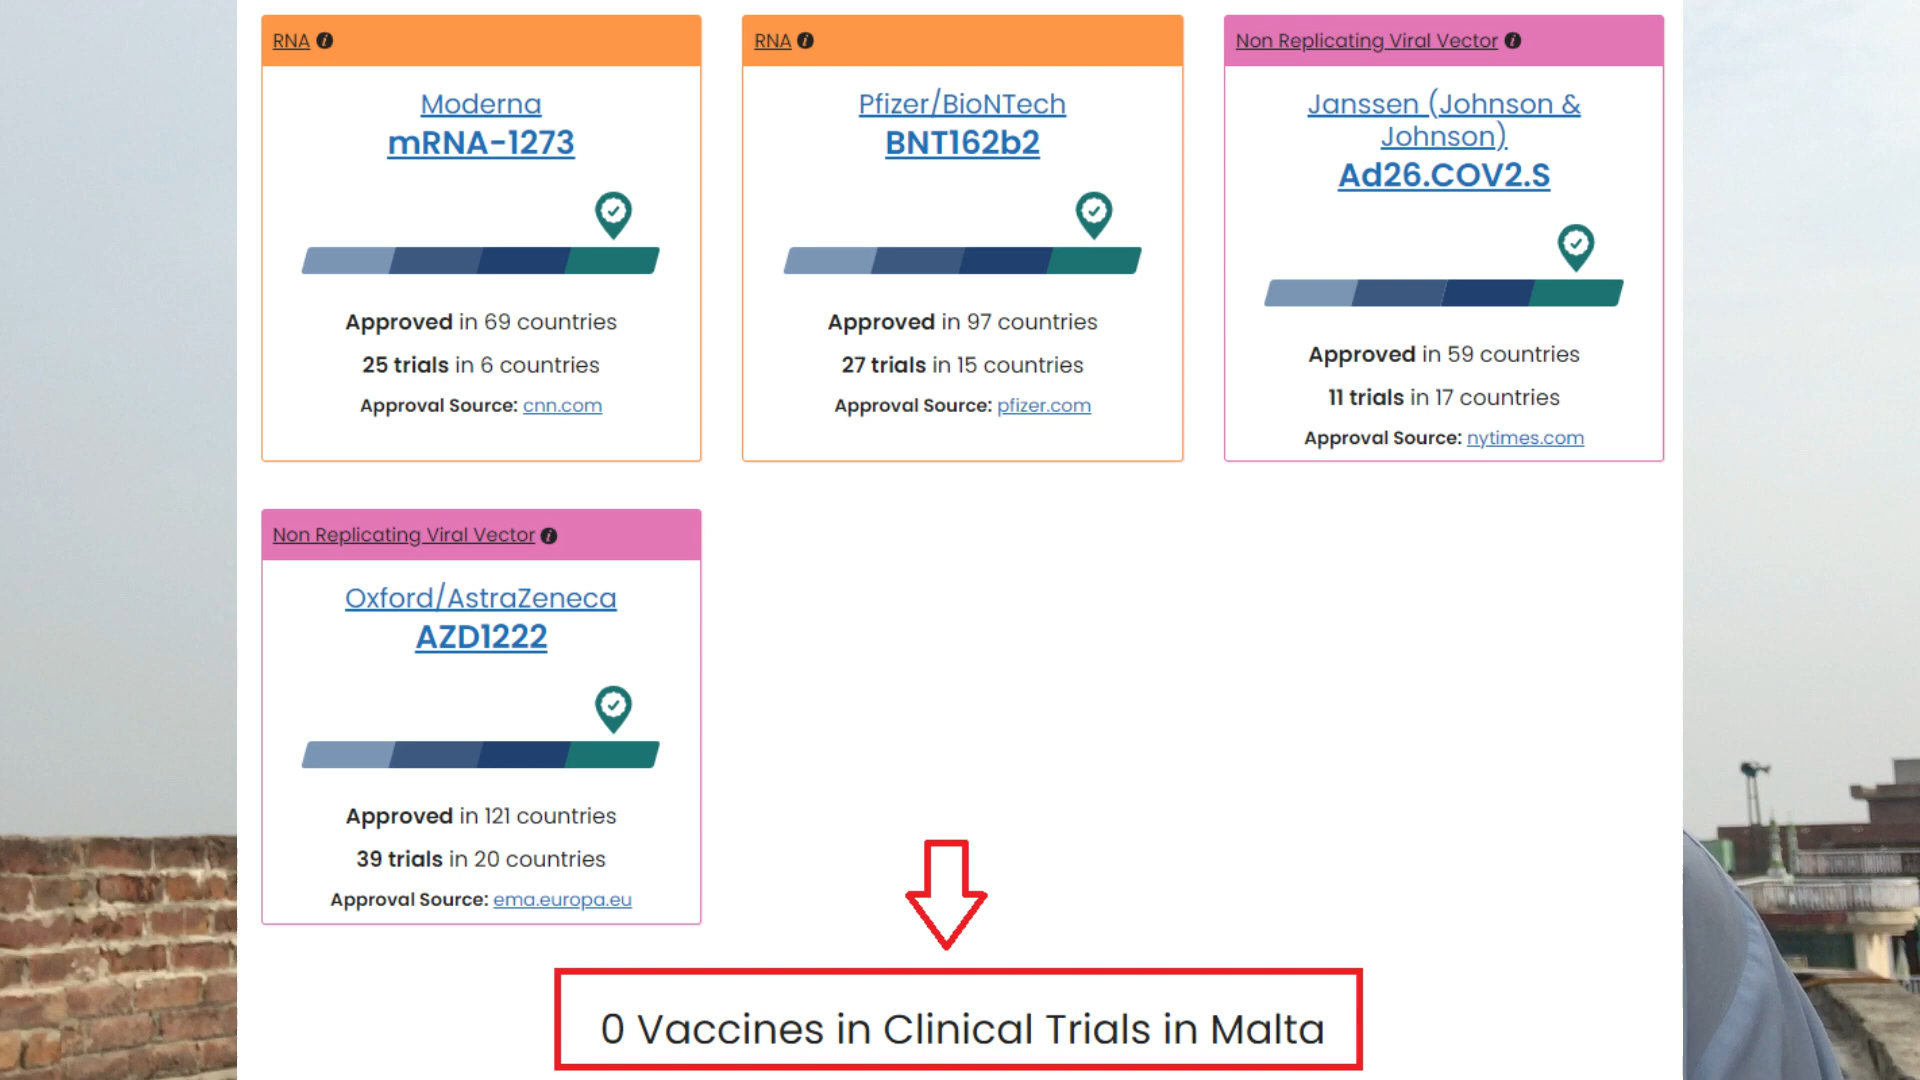 RNA
Moderna
mRNA-1273
Approved in 69 countries
25 trials in 6 countries
Approval Source: cnn.com
RNA
Pfizer/BioNTech
BNT162b2
Approved in 97 countries
27 trials in 15 countries
Approval Source: pfizer.com
Non Replicating Viral Vector
Janssen (Johnson &
Johnson)
Ad26.COV2.S
Approved in 59 countries
11 trials in 17 countries
Approval Source: nytimes.com
Non Replicating Viral Vector
Oxford/AstraZeneca
AZD1222
Approved in 121 countries
39 trials in 20 countries
Approval Source: ema.europa.eu
0 Vaccines in Clinical Trials in Malta